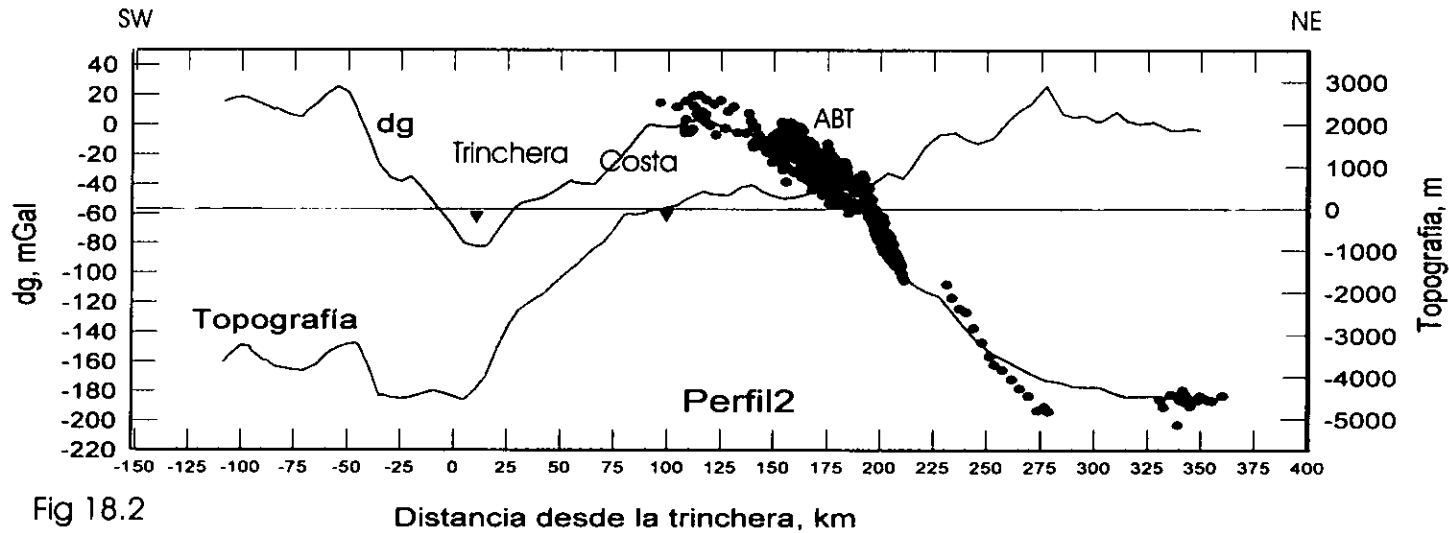 SW
NE
40
20
0
-20
-40
-60
-80
-100
-120
-140
-160
-180
-200
-220
dg, mGal
3000
2000
1000
0
-1000
-2000
-3000
-4000
-5000
Topografia, m
dg
Trinchera
Costa
ABT
Topografía
Perfil2
-150 -125 -100 -75 -50 -25 0 25 50 75 100 125 150 175 200 225 250 275 300 325 350 375 400
Fig 18.2
Distancia desde la trinchera, km